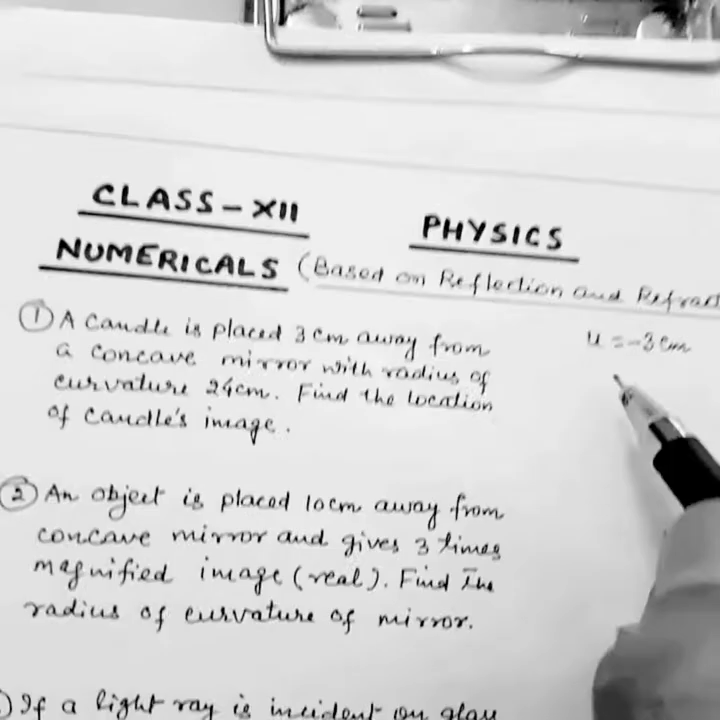 CLASS-XII PHYSICS
NUMERICALS (Based on Reflection and Refract
① A Candle is placed 3 cm away from
a concave mirror with radius of
curvature 24cm. Find the location
of candle's image.
u = -3 cm
② An object is placed 10cm away from
concave mirror and gives 3 times
magnified image (real). Find the
radius of curvature of mirror.
) If a light ray is incident on glass